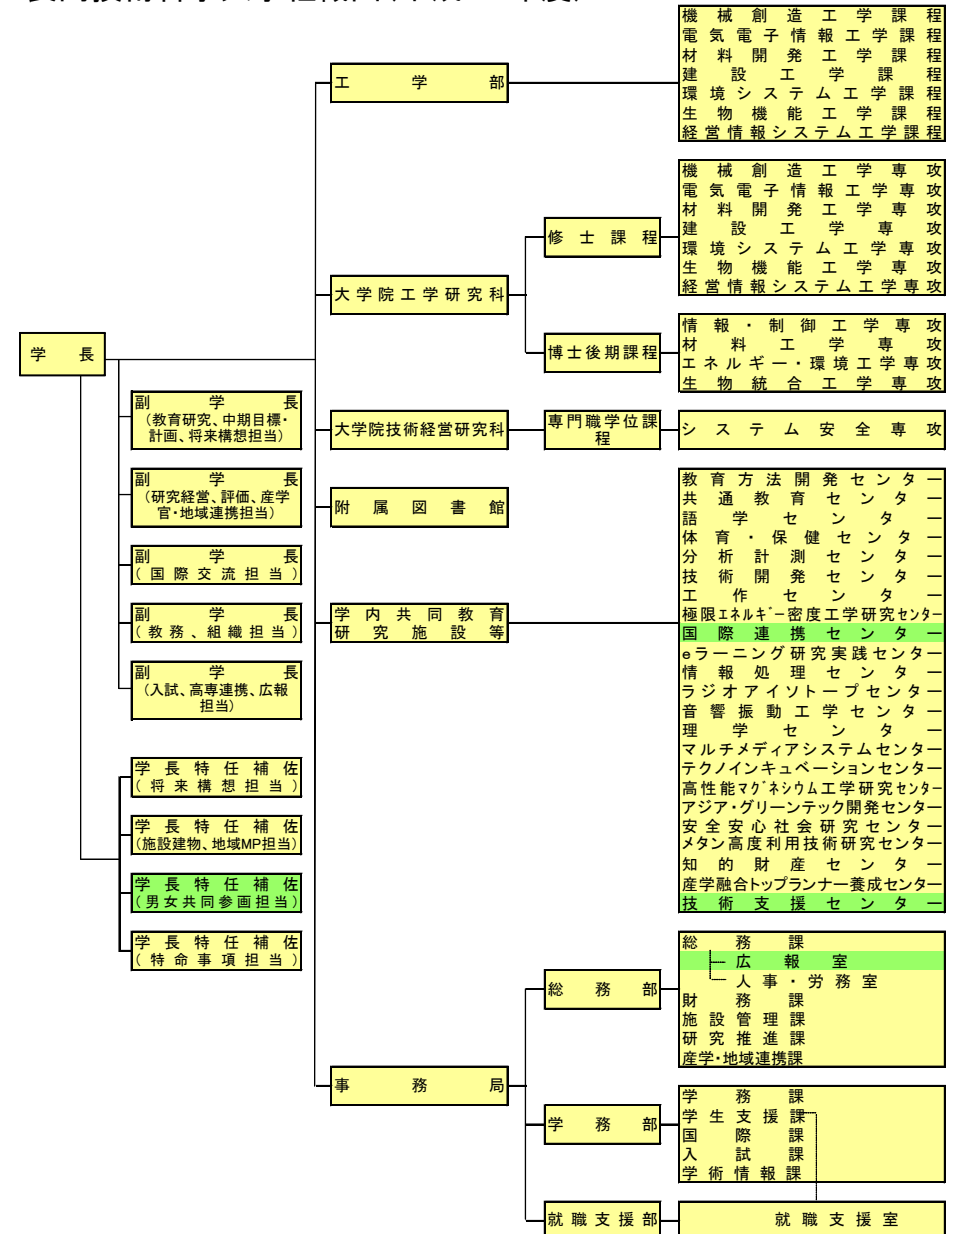 機械創造工学課程
電気電子情報工学課程
材料開発工学課程
建設工学課程
環境システム工学課程
生物機能工学課程
経営情報システム工学課程
工学部
機械創造工学専攻
電気電子情報工学専攻
材料開発工学専攻
建設工学専攻
環境システム工学専攻
生物機能工学専攻
経営情報システム工学専攻
修士課程
大学院工学研究科
博士後期課程
情報・制御工学専攻
材料工学専攻
エネルギー・環境工学専攻
生物統合工学専攻
学長
副学長
（教育研究、中期目標・
計画、将来構想担当）
大学院技術経営研究科
専門職学位課
程
システム安全専攻
副学長
（研究経営、評価、産学
官・地域連携担当）
附属図書館
副学長
（国際交流担当）
副学長
（教務、組織担当）
学内共同教育
研究施設等
副学長
（入試、高専連携、広報
担当）
教育方法開発センター
共通教育センター
語学センター
体育・保健センター
分析計測センター
技術開発センター
工作センター
極限エネルギー密度工学研究センター
国際連携センター
eラーニング研究実践センター
情報処理センター
ラジオアイソトープセンター
音響振動工学センター
理学センター
マルチメディアシステムセンター
テクノインキュベーションセンター
高性能マグネシウム工学研究センター
アジア・グリーンテック開発センター
安全安心社会研究センター
メタン高度利用技術研究センター
知的財産センター
産学融合トップランナー養成センター
技術支援センター
学長特任補佐
（将来構想担当）
学長特任補佐
（施設建物、地域MP担当）
学長特任補佐
（男女共同参画担当）
学長特任補佐
（特命事項担当）
総務部
総務課
広報室
人事・労務室
財務課
施設管理課
研究推進課
産学・地域連携課
事務局
学務部
学務課
学生支援課
国際課
入試課
学術情報課
就職支援部
就職支援室